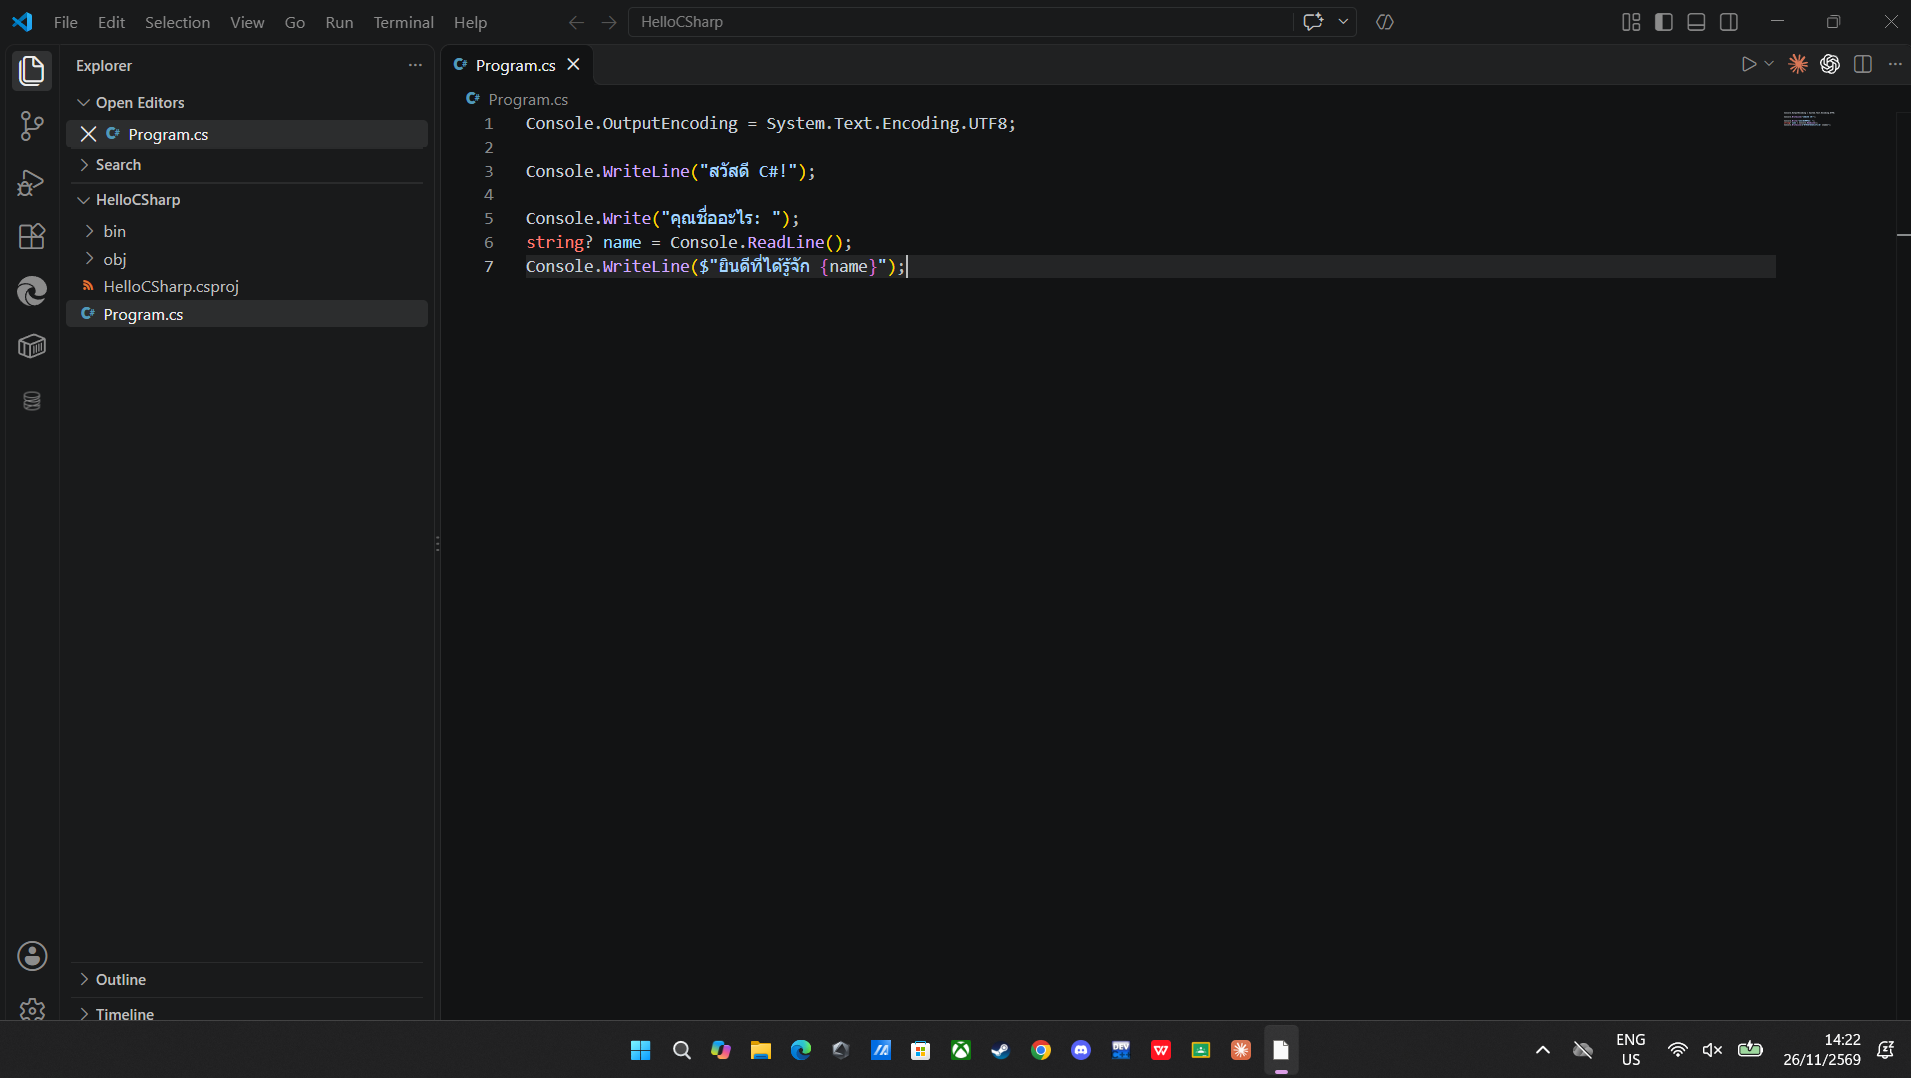 File Edit Selection View Go Run Terminal Help
HelloCSharp
Explorer
Open Editors
C# Program.cs
Search
HelloCSharp
bin
obj
HelloCSharp.csproj
C# Program.cs
Outline
Timeline
C# Program.cs
C# Program.cs
1 Console.OutputEncoding = System.Text.Encoding.UTF8;
2
3 Console.WriteLine("สวัสดี C#!");
4
5 Console.Write("คุณชื่ออะไร: ");
6 string? name = Console.ReadLine();
7 Console.WriteLine($"ยินดีที่ได้รู้จัก {name}");
DEV
ENG
US
14:22
26/11/2569